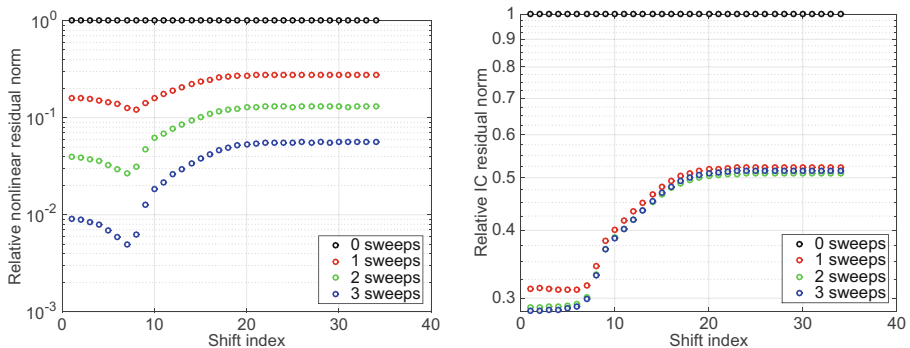 Relative nonlinear residual norm
10^0
10^-1
10^-2
10^-3
0 10 20 30 40
Shift index
0 sweeps
1 sweeps
2 sweeps
3 sweeps
Relative IC residual norm
1
0.9
0.8
0.7
0.6
0.5
0.4
0.3
0 10 20 30 40
Shift index
0 sweeps
1 sweeps
2 sweeps
3 sweeps